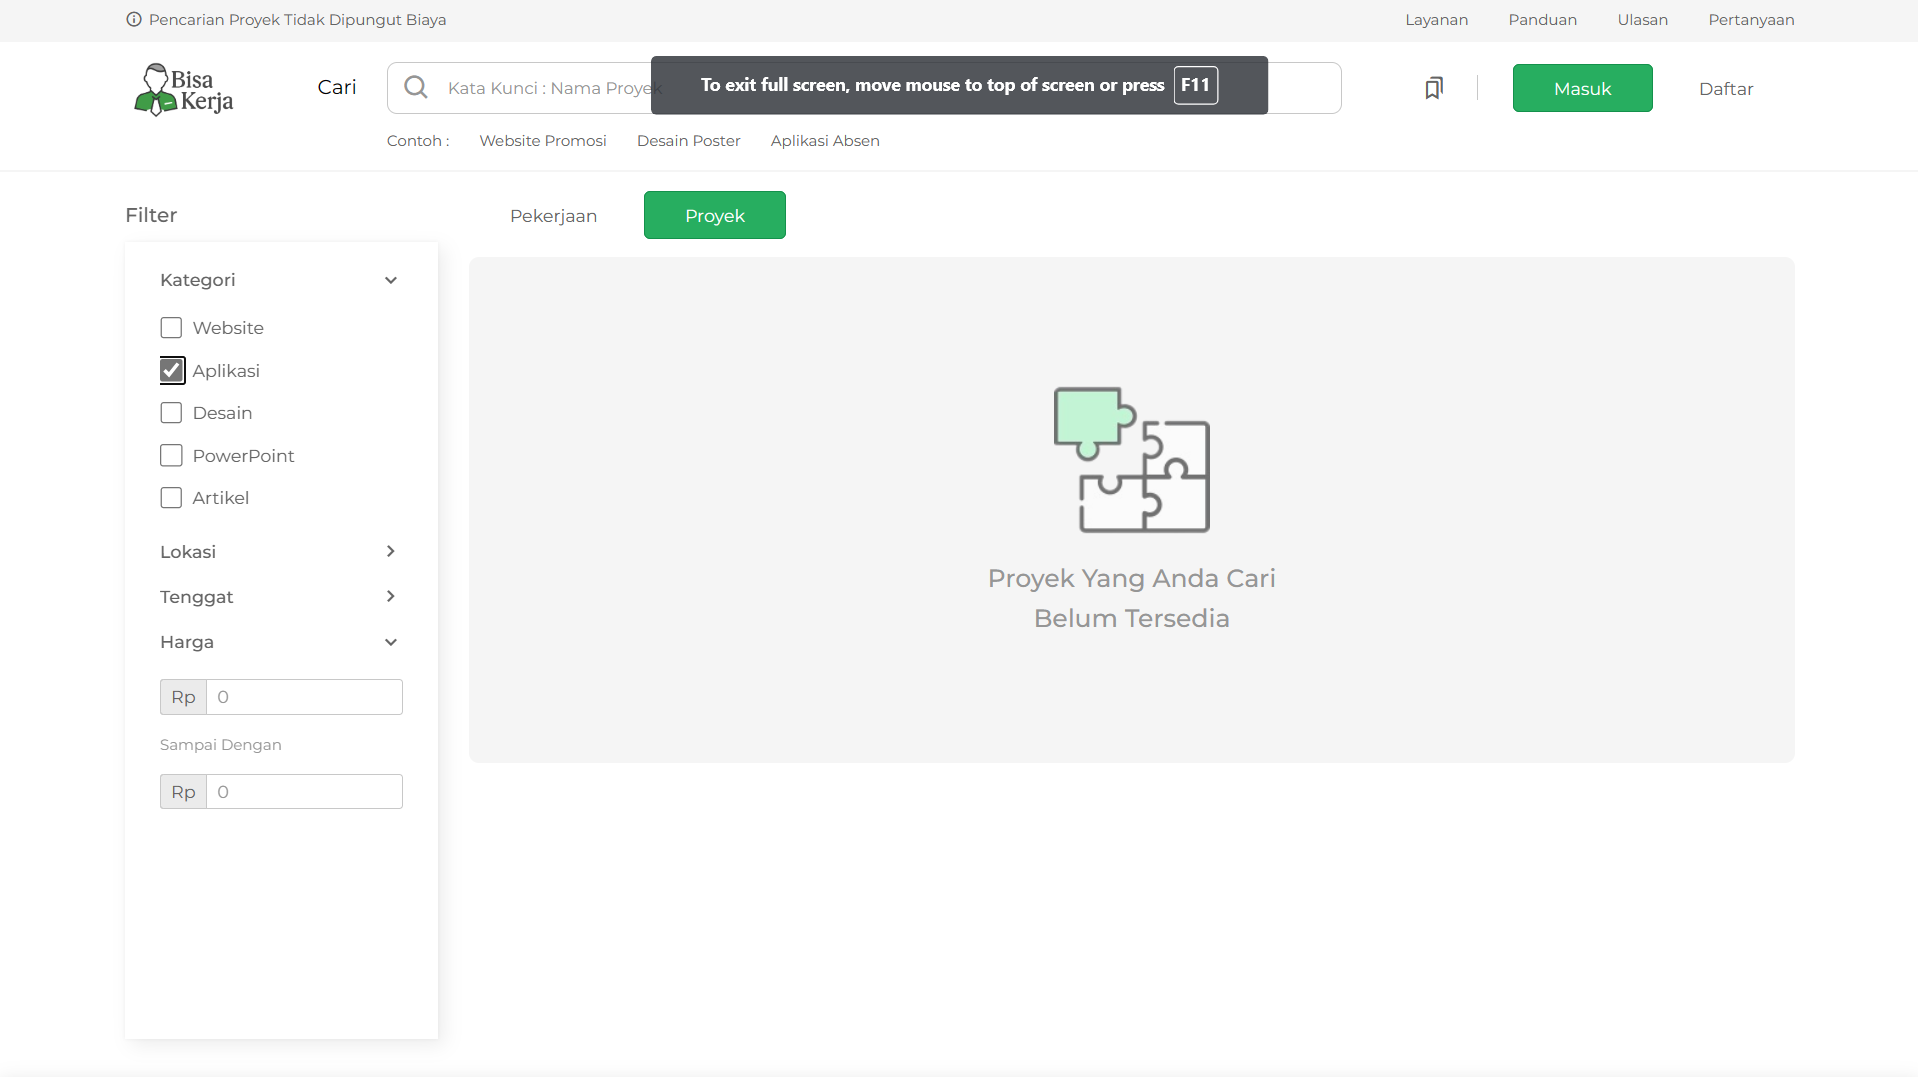 Pencarian Proyek Tidak Dipungut Biaya
Layanan Panduan Ulasan Pertanyaan
Bisa
Kerja
Cari
Kata Kunci : Nama Proyek
To exit full screen, move mouse to top of screen or press F11
Masuk
Daftar
Contoh : Website Promosi Desain Poster Aplikasi Absen
Filter
Pekerjaan
Proyek
Kategori
Website
Aplikasi
Desain
PowerPoint
Artikel
Lokasi
Tenggat
Harga
Rp 0
Sampai Dengan
Rp 0
Proyek Yang Anda Cari
Belum Tersedia